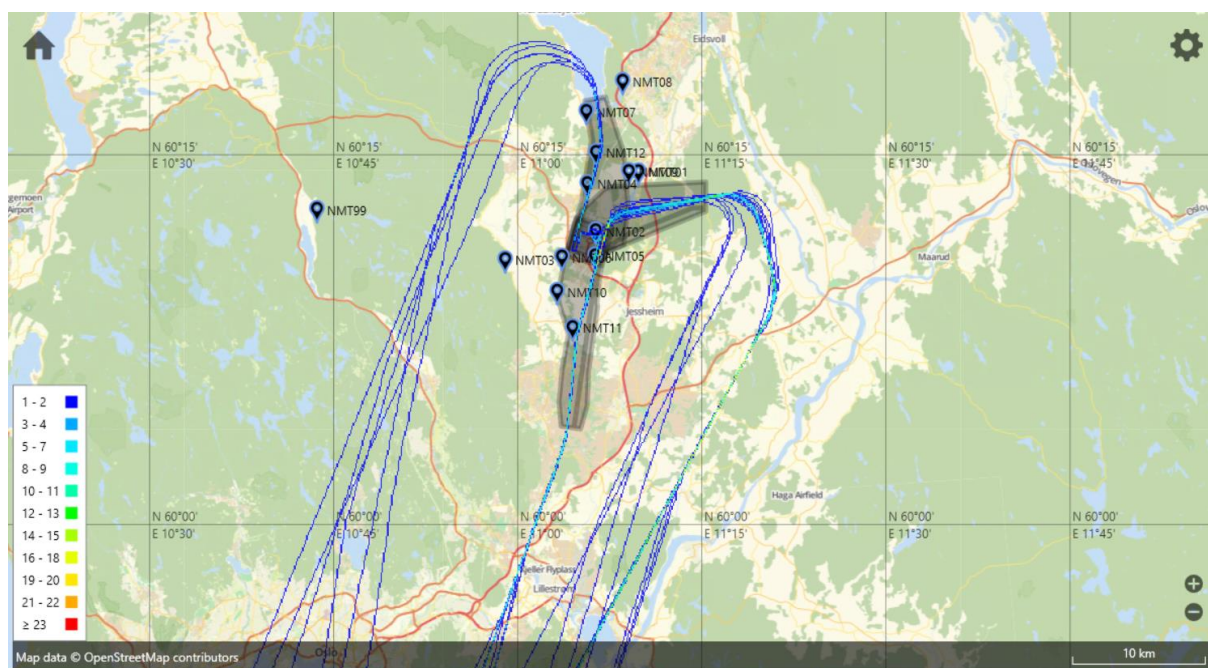 Eidsvoll
NMT08
NMT07
N 60°15'
E 10°30'
N 60°15'
E 10°45'
N 60°15'
E 11°00'
N 60°15'
E 11°15'
N 60°15'
E 11°30'
N 60°15'
E 11°45'
NMT12
NMT04
Airport
NMT99
NMT02
NMT03
NMT05
Maarud
NMT10
Jessheim
NMT11
1 - 2
3 - 4
5 - 7
8 - 9
10 - 11
12 - 13
14 - 15
16 - 18
19 - 20
21 - 22
≥ 23
Haga Airfield
N 60°00'
E 10°30'
N 60°00'
E 10°45'
N 60°00'
E 11°00'
N 60°00'
E 11°15'
N 60°00'
E 11°30'
N 60°00'
E 11°45'
Kjeller Flyplass
Lillestrøm
Oslo
Map data © OpenStreetMap contributors
10 km